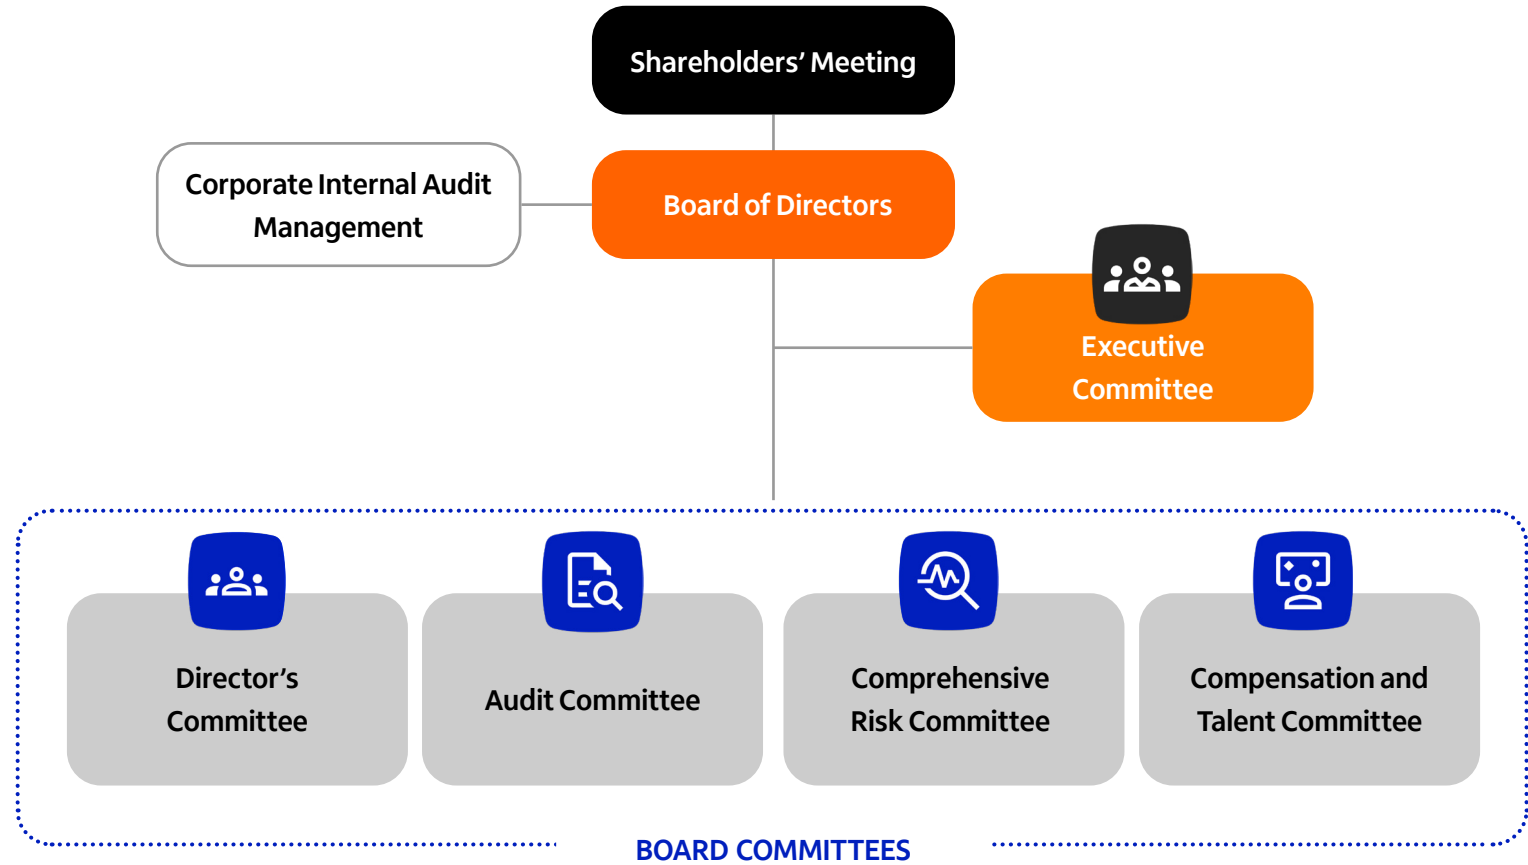 Shareholders’ Meeting
Corporate Internal Audit
Management
Board of Directors
Executive
Committee
Director’s
Committee
Audit Committee
Comprehensive
Risk Committee
Compensation and
Talent Committee
BOARD COMMITTEES